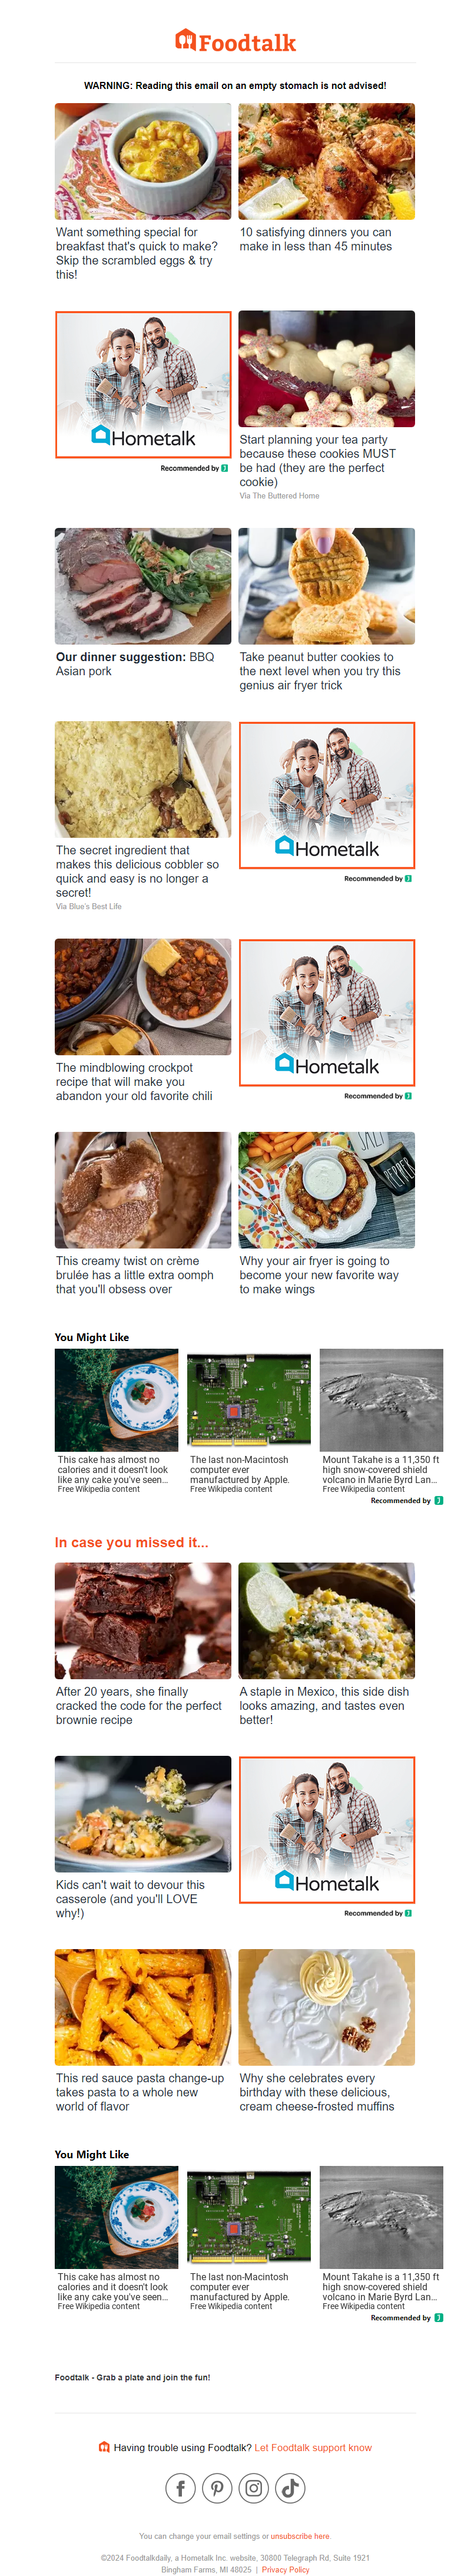 Foodtalk
WARNING: Reading this email on an empty stomach is not advised!
Want something special for
breakfast that's quick to make?
Skip the scrambled eggs & try
this!
10 satisfying dinners you can
make in less than 45 minutes
Hometalk
Recommended by
Start planning your tea party
because these cookies MUST
be had (they are the perfect
cookie)
Via The Buttered Home
Our dinner suggestion: BBQ
Asian pork
Take peanut butter cookies to
the next level when you try this
genius air fryer trick
The secret ingredient that
makes this delicious cobbler so
quick and easy is no longer a
secret!
Via Blue's Best Life
Hometalk
Recommended by
The mindblowing crockpot
recipe that will make you
abandon your old favorite chili
Hometalk
Recommended by
This creamy twist on crème
brulée has a little extra oomph
that you'll obsess over
SALT
PEPPER
Why your air fryer is going to
become your new favorite way
to make wings
You Might Like
This cake has almost no
calories and it doesn't look
like any cake you've seen...
Free Wikipedia content
The last non-Macintosh
computer ever
manufactured by Apple.
Free Wikipedia content
Mount Takahe is a 11,350 ft
high snow-covered shield
volcano in Marie Byrd Lan...
Free Wikipedia content
Recommended by
In case you missed it...
After 20 years, she finally
cracked the code for the perfect
brownie recipe
A staple in Mexico, this side dish
looks amazing, and tastes even
better!
Kids can't wait to devour this
casserole (and you'll LOVE
why!)
Hometalk
Recommended by
This red sauce pasta change-up
takes pasta to a whole new
world of flavor
Why she celebrates every
birthday with these delicious,
cream cheese-frosted muffins
You Might Like
This cake has almost no
calories and it doesn't look
like any cake you've seen...
Free Wikipedia content
The last non-Macintosh
computer ever
manufactured by Apple.
Free Wikipedia content
Mount Takahe is a 11,350 ft
high snow-covered shield
volcano in Marie Byrd Lan...
Free Wikipedia content
Recommended by
Foodtalk - Grab a plate and join the fun!
Having trouble using Foodtalk? Let Foodtalk support know
You can change your email settings or unsubscribe here.
©2024 Foodtalkdaily, a Hometalk Inc. website, 30800 Telegraph Rd, Suite 1921
Bingham Farms, MI 48025 | Privacy Policy